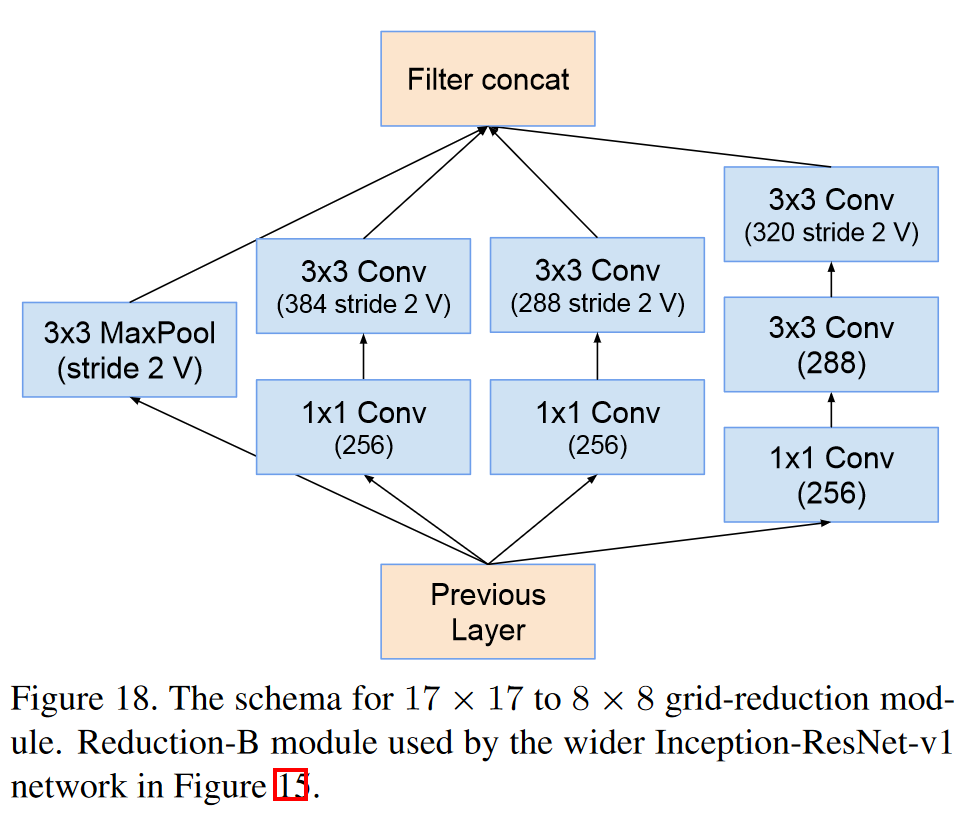 Filter concat
3x3 MaxPool
(stride 2 V)
3x3 Conv
(384 stride 2 V)
1x1 Conv
(256)
3x3 Conv
(288 stride 2 V)
1x1 Conv
(256)
3x3 Conv
(320 stride 2 V)
3x3 Conv
(288)
1x1 Conv
(256)
Previous
Layer
Figure 18. The schema for 17 × 17 to 8 × 8 grid-reduction mod-
ule. Reduction-B module used by the wider Inception-ResNet-v1
network in Figure 15.